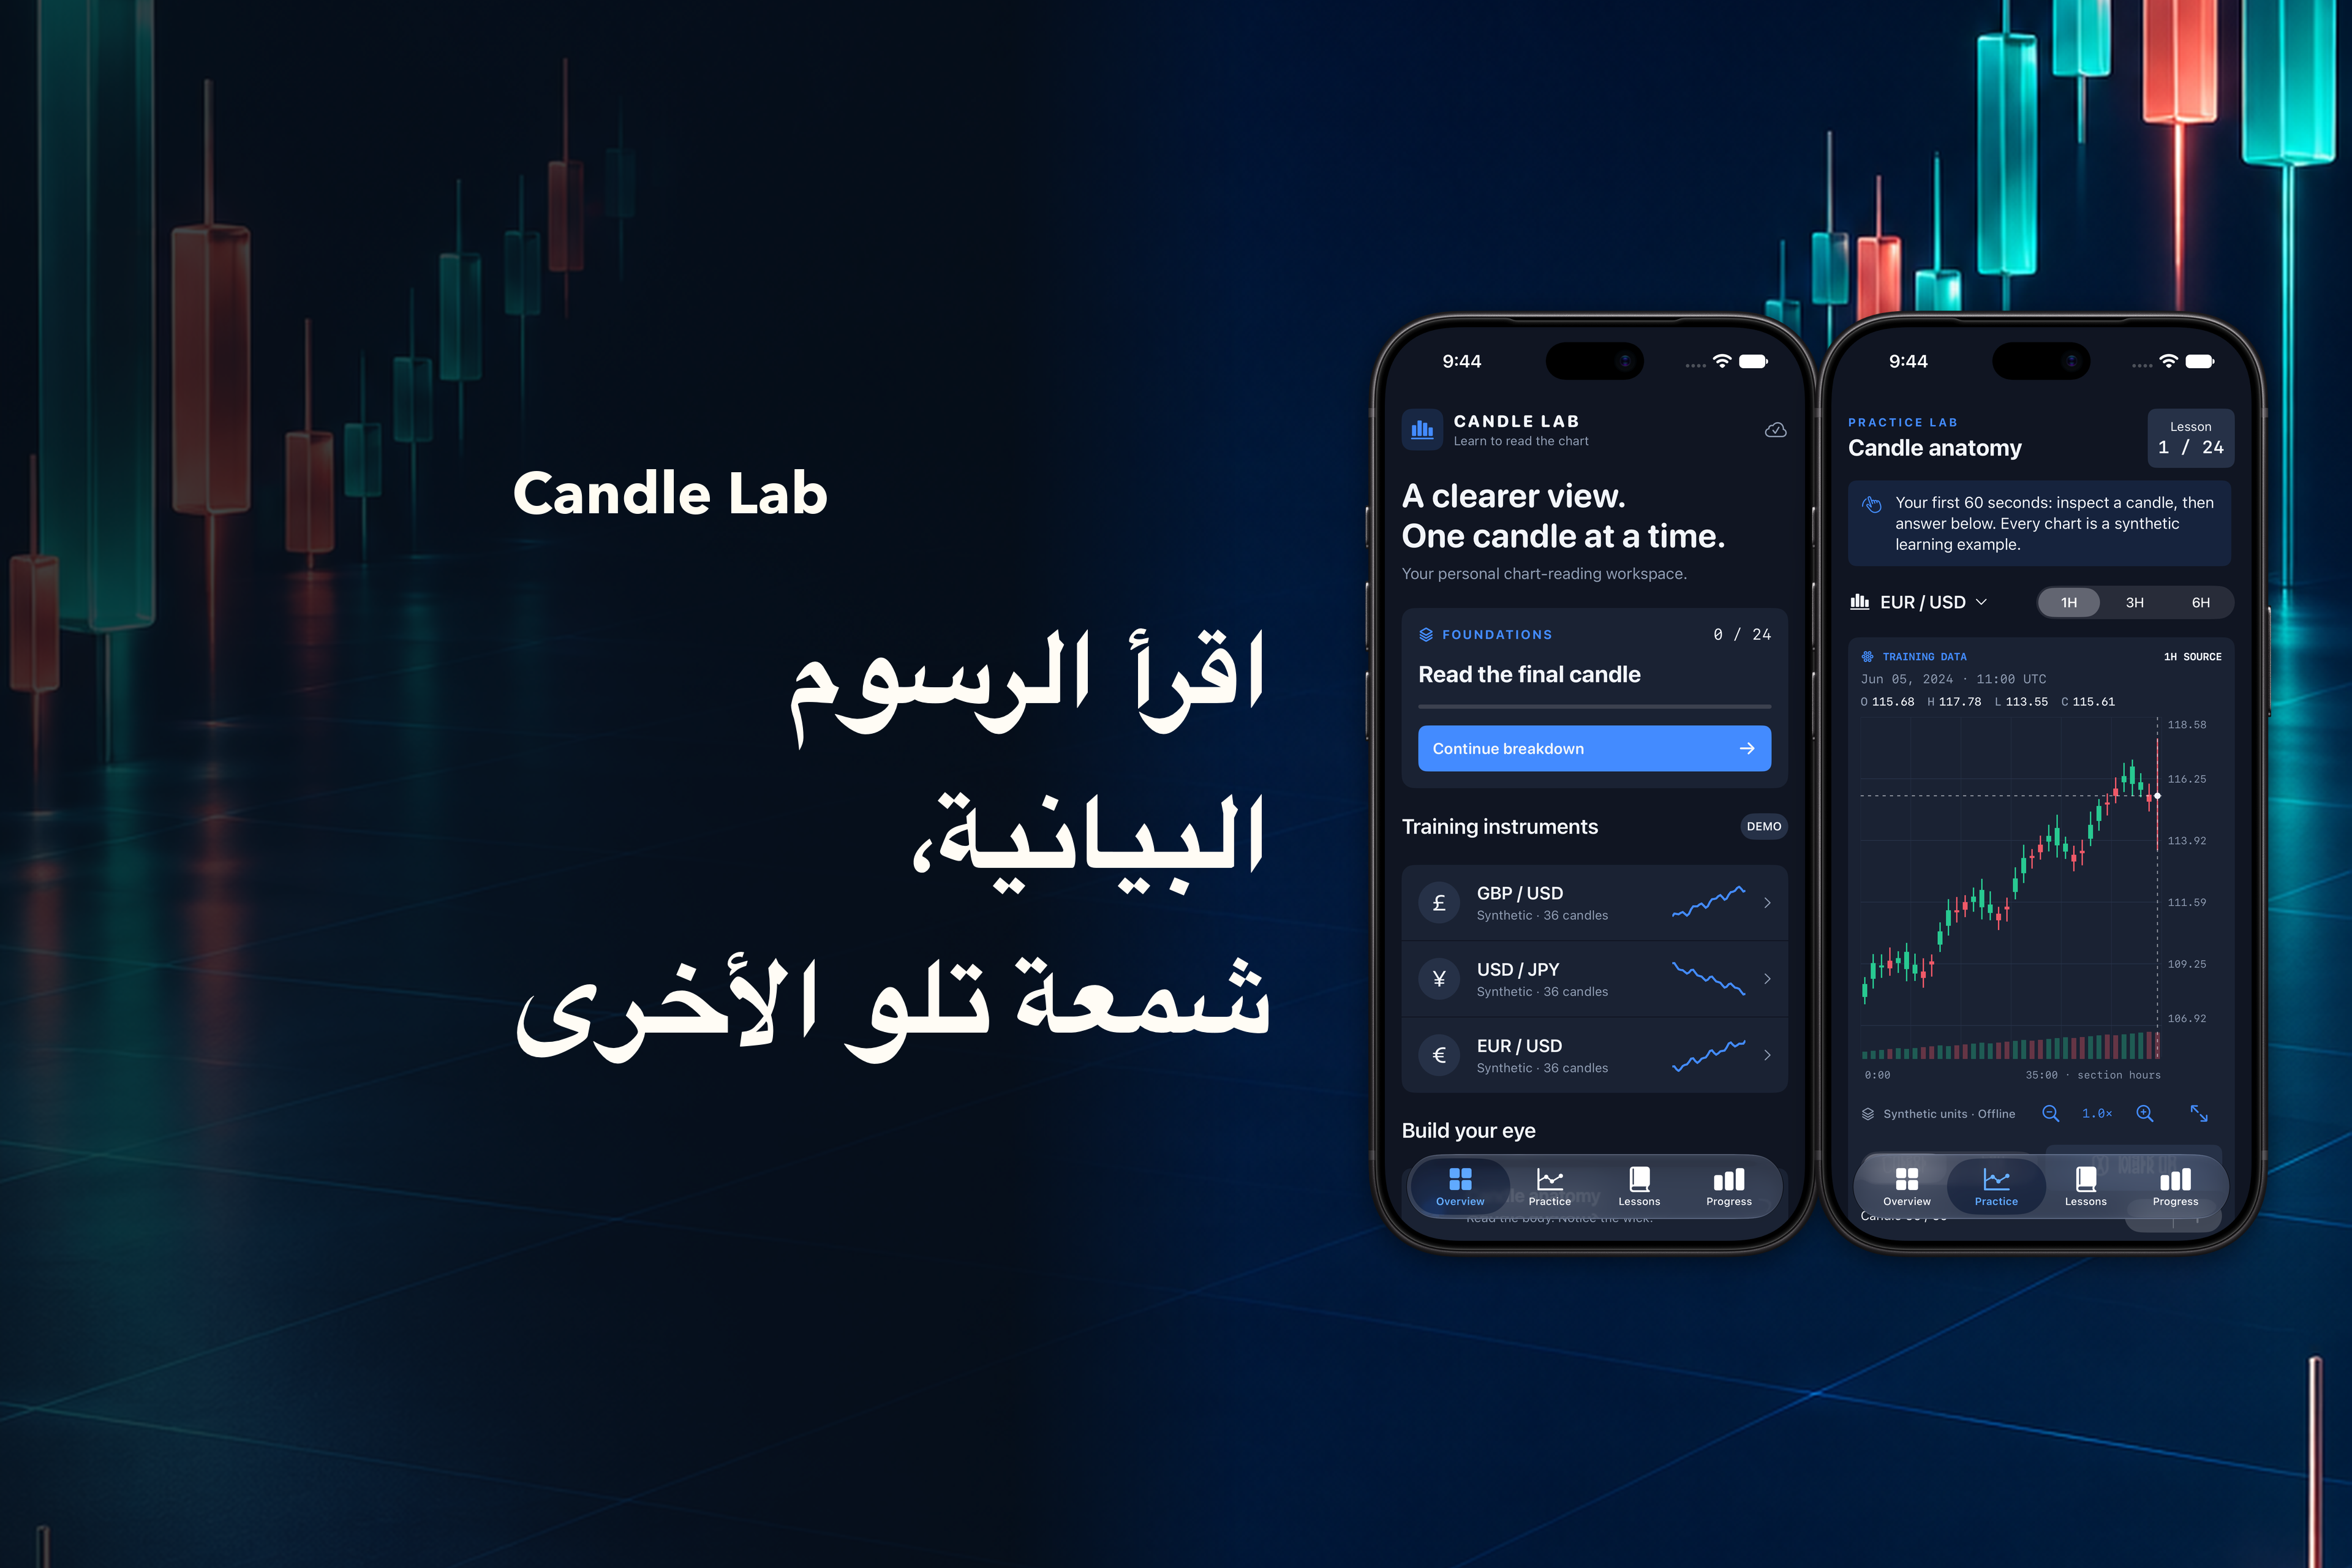 Candle Lab
اقرأ الرسوم
البيانية،
شمعة تلو الأخرى
9:44
CANDLE LAB
Learn to read the chart
A clearer view.
One candle at a time.
Your personal chart-reading workspace.
FOUNDATIONS
0 / 24
Read the final candle
Continue breakdown
Training instruments
DEMO
£
GBP / USD
Synthetic · 36 candles
¥
USD / JPY
Synthetic · 36 candles
€
EUR / USD
Synthetic · 36 candles
Build your eye
Read the body. Notice the wick.
Overview
Practice
Lessons
Progress
9:44
PRACTICE LAB
Candle anatomy
Lesson
1 / 24
Your first 60 seconds: inspect a candle, then
answer below. Every chart is a synthetic
learning example.
EUR / USD
1H 3H 6H
TRAINING DATA
1H SOURCE
Jun 05, 2024 · 11:00 UTC
O 115.68 H 117.78 L 113.55 C 115.61
118.58
116.25
113.92
111.59
109.25
106.92
0:00
35:00 · section hours
Synthetic units · Offline
1.0×
Overview
Practice
Lessons
Progress